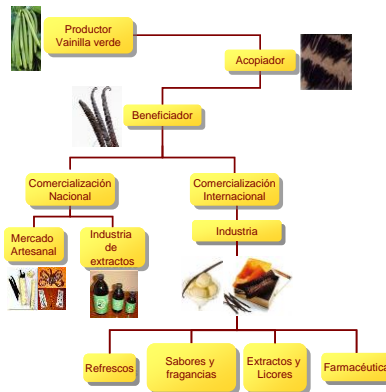 Productor
Vainilla verde
Acopiador
Beneficiador
Comercialización
Nacional
Comercialización
Internacional
Mercado
Artesanal
Industria
de
extractos
Industria
Refrescos
Sabores y
fragancias
Extractos y
Licores
Farmacéutica